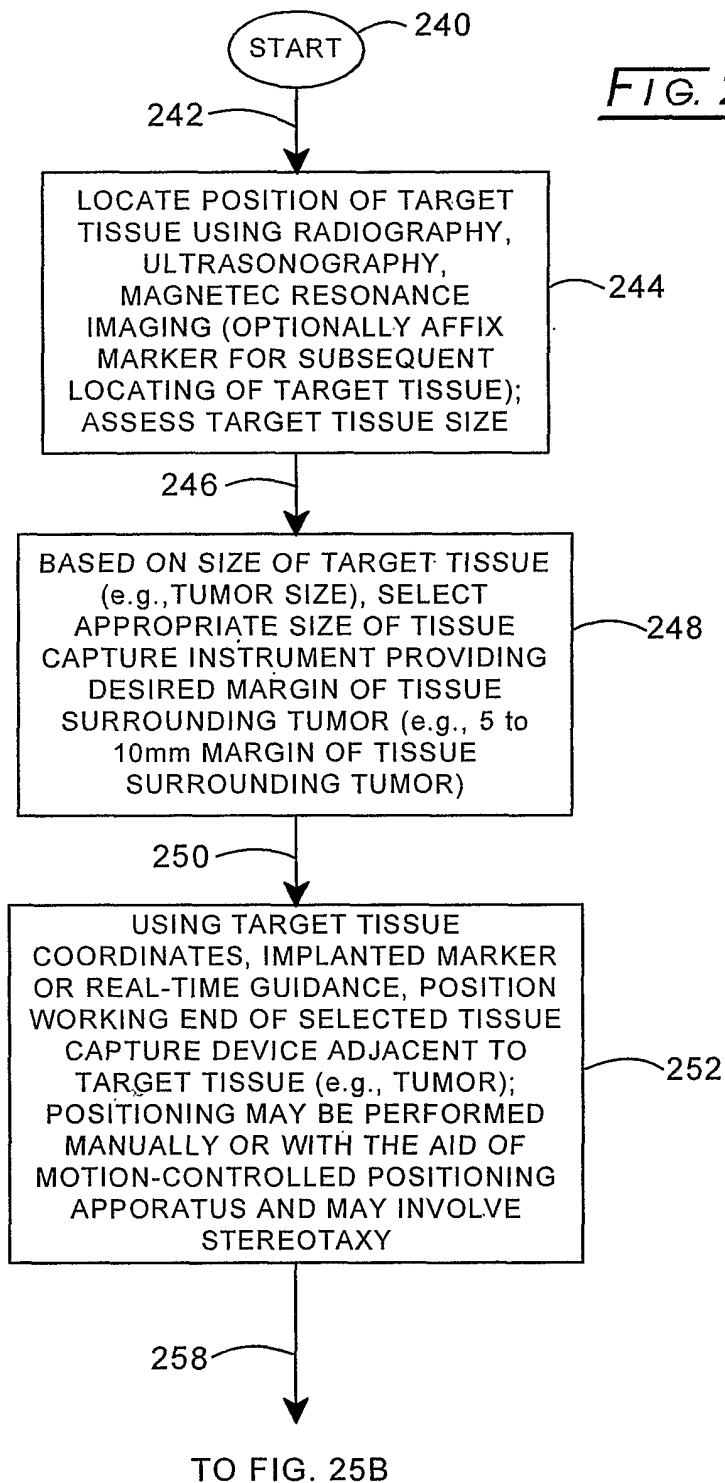 START
240
FIG. 2
242
LOCATE POSITION OF TARGET
TISSUE USING RADIOGRAPHY,
ULTRASONOGRAPHY,
MAGNETEC RESONANCE
IMAGING (OPTIONALLY AFFIX
MARKER FOR SUBSEQUENT
LOCATING OF TARGET TISSUE);
ASSESS TARGET TISSUE SIZE
244
246
BASED ON SIZE OF TARGET TISSUE
(e.g.,TUMOR SIZE), SELECT
APPROPRIATE SIZE OF TISSUE
CAPTURE INSTRUMENT PROVIDING
DESIRED MARGIN OF TISSUE
SURROUNDING TUMOR (e.g., 5 to
10mm MARGIN OF TISSUE
SURROUNDING TUMOR)
248
250
USING TARGET TISSUE
COORDINATES, IMPLANTED MARKER
OR REAL-TIME GUIDANCE, POSITION
WORKING END OF SELECTED TISSUE
CAPTURE DEVICE ADJACENT TO
TARGET TISSUE (e.g., TUMOR);
POSITIONING MAY BE PERFORMED
MANUALLY OR WITH THE AID OF
MOTION-CONTROLLED POSITIONING
APPARATUS AND MAY INVOLVE
STEREOTAXY
252
258
TO FIG. 25B